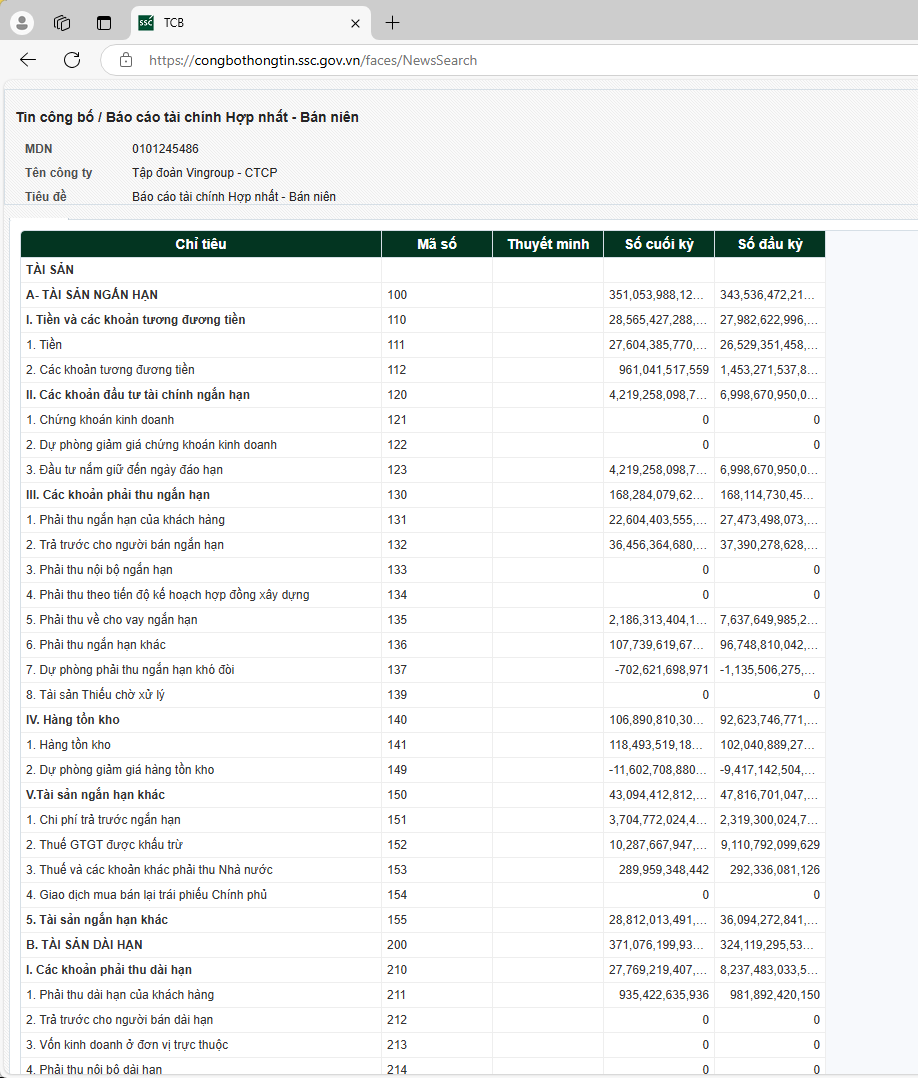 ssc TCB
https://congbothongtin.ssc.gov.vn/faces/NewsSearch
Tin công bố / Báo cáo tài chính Hợp nhất - Bán niên
MDN 0101245486
Tên công ty Tập đoàn Vingroup - CTCP
Tiêu đề Báo cáo tài chính Hợp nhất - Bán niên
Chỉ tiêu Mã số Thuyết minh Số cuối kỳ Số đầu kỳ
TÀI SẢN
A- TÀI SẢN NGẮN HẠN 100 351,053,988,12... 343,536,472,21...
I. Tiền và các khoản tương đương tiền 110 28,565,427,288,... 27,982,622,996,...
1. Tiền 111 27,604,385,770,... 26,529,351,458,...
2. Các khoản tương đương tiền 112 961,041,517,559 1,453,271,537,8...
II. Các khoản đầu tư tài chính ngắn hạn 120 4,219,258,098,7... 6,998,670,950,0...
1. Chứng khoán kinh doanh 121 0 0
2. Dự phòng giảm giá chứng khoán kinh doanh 122 0 0
3. Đầu tư nắm giữ đến ngày đáo hạn 123 4,219,258,098,7... 6,998,670,950,0...
III. Các khoản phải thu ngắn hạn 130 168,284,079,62... 168,114,730,45...
1. Phải thu ngắn hạn của khách hàng 131 22,604,403,555,... 27,473,498,073,...
2. Trả trước cho người bán ngắn hạn 132 36,456,364,680,... 37,390,278,628,...
3. Phải thu nội bộ ngắn hạn 133 0 0
4. Phải thu theo tiến độ kế hoạch hợp đồng xây dựng 134 0 0
5. Phải thu về cho vay ngắn hạn 135 2,186,313,404,1... 7,637,649,985,2...
6. Phải thu ngắn hạn khác 136 107,739,619,67... 96,748,810,042,...
7. Dự phòng phải thu ngắn hạn khó đòi 137 -702,621,698,971 -1,135,506,275,...
8. Tài sản Thiếu chờ xử lý 139 0 0
IV. Hàng tồn kho 140 106,890,810,30... 92,623,746,771,...
1. Hàng tồn kho 141 118,493,519,18... 102,040,889,27...
2. Dự phòng giảm giá hàng tồn kho 149 -11,602,708,880... -9,417,142,504,...
V.Tài sản ngắn hạn khác 150 43,094,412,812,... 47,816,701,047,...
1. Chi phí trả trước ngắn hạn 151 3,704,772,024,4... 2,319,300,024,7...
2. Thuế GTGT được khấu trừ 152 10,287,667,947,... 9,110,792,099,629
3. Thuế và các khoản khác phải thu Nhà nước 153 289,959,348,442 292,336,081,126
4. Giao dịch mua bán lại trái phiếu Chính phủ 154 0 0
5. Tài sản ngắn hạn khác 155 28,812,013,491,... 36,094,272,841,...
B. TÀI SẢN DÀI HẠN 200 371,076,199,93... 324,119,295,53...
I. Các khoản phải thu dài hạn 210 27,769,219,407,... 8,237,483,033,5...
1. Phải thu dài hạn của khách hàng 211 935,422,635,936 981,892,420,150
2. Trả trước cho người bán dài hạn 212 0 0
3. Vốn kinh doanh ở đơn vị trực thuộc 213 0 0
4. Phải thu nội bộ dài hạn 214 0 0